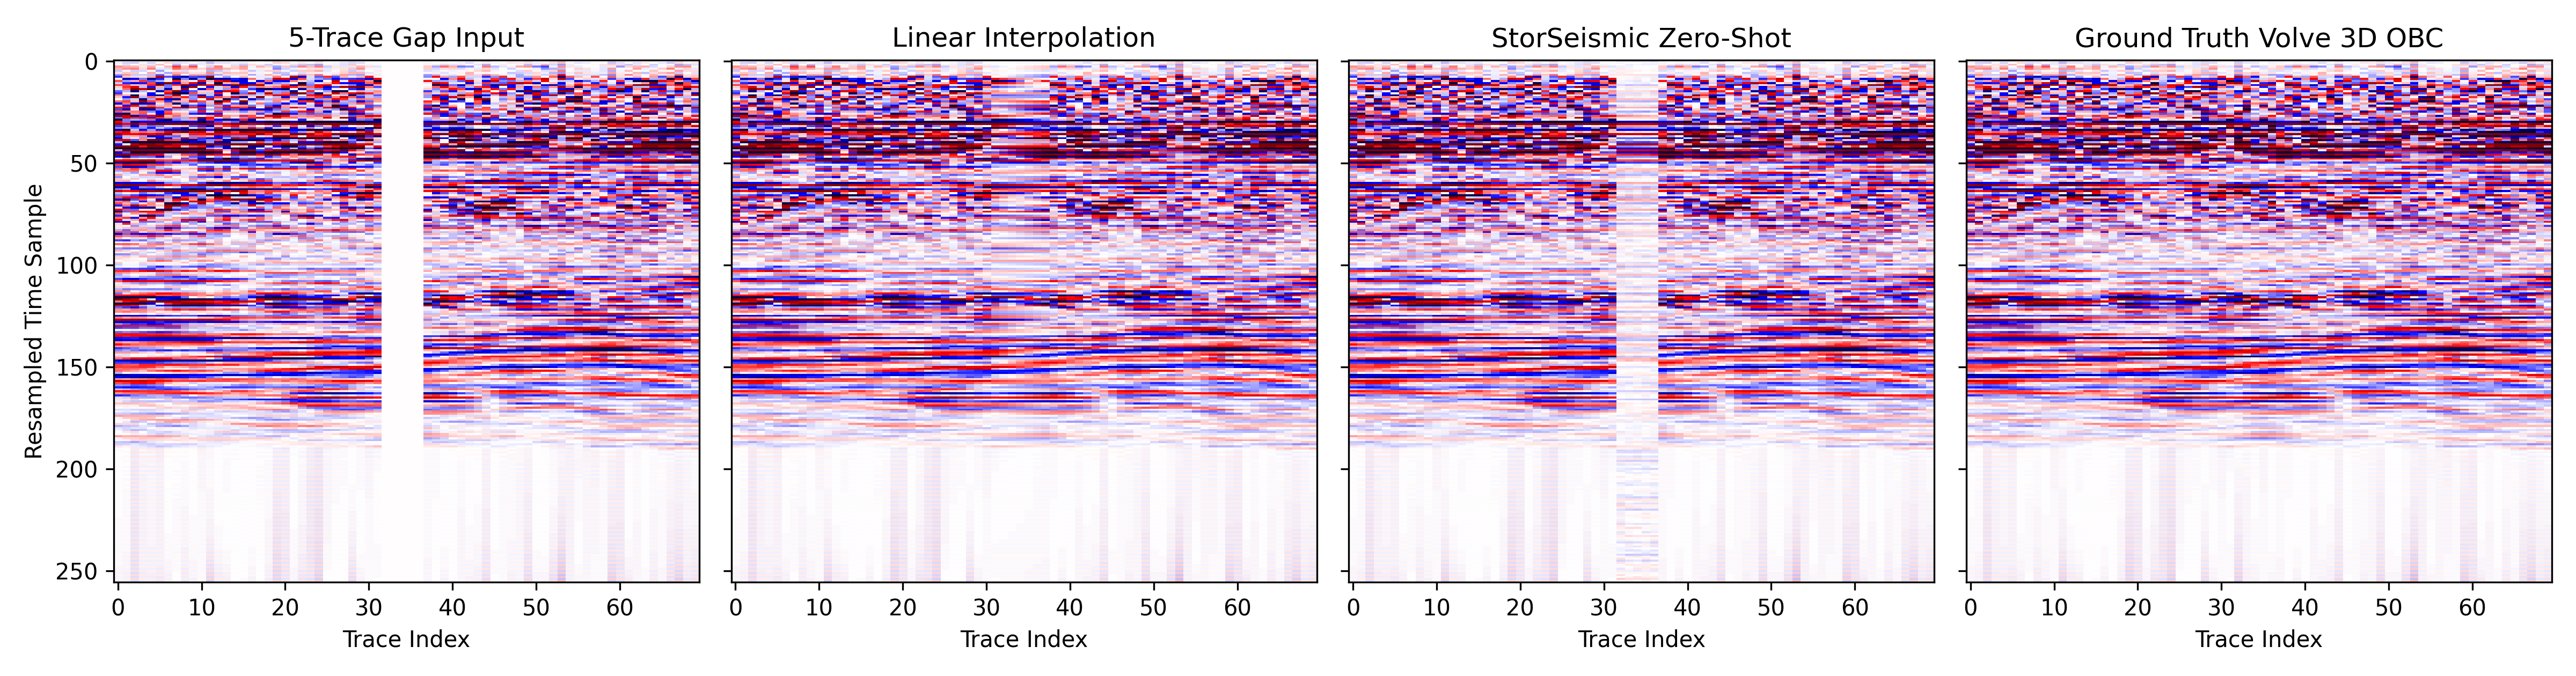 5-Trace Gap Input
Linear Interpolation
StorSeismic Zero-Shot
Ground Truth Volve 3D OBC
Resampled Time Sample
0
50
100
150
200
250
0 10 20 30 40 50 60
0 10 20 30 40 50 60
0 10 20 30 40 50 60
0 10 20 30 40 50 60
Trace Index
Trace Index
Trace Index
Trace Index